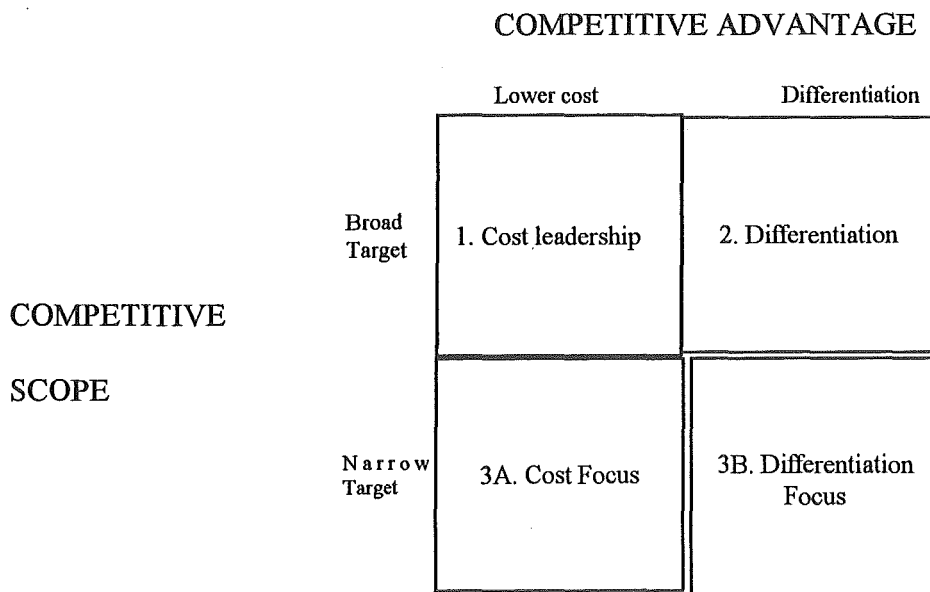 COMPETITIVE ADVANTAGE
Lower cost
Differentiation
Broad
Target
1. Cost leadership
2. Differentiation
COMPETITIVE
SCOPE
Narrow
Target
3A. Cost Focus
3B. Differentiation
Focus